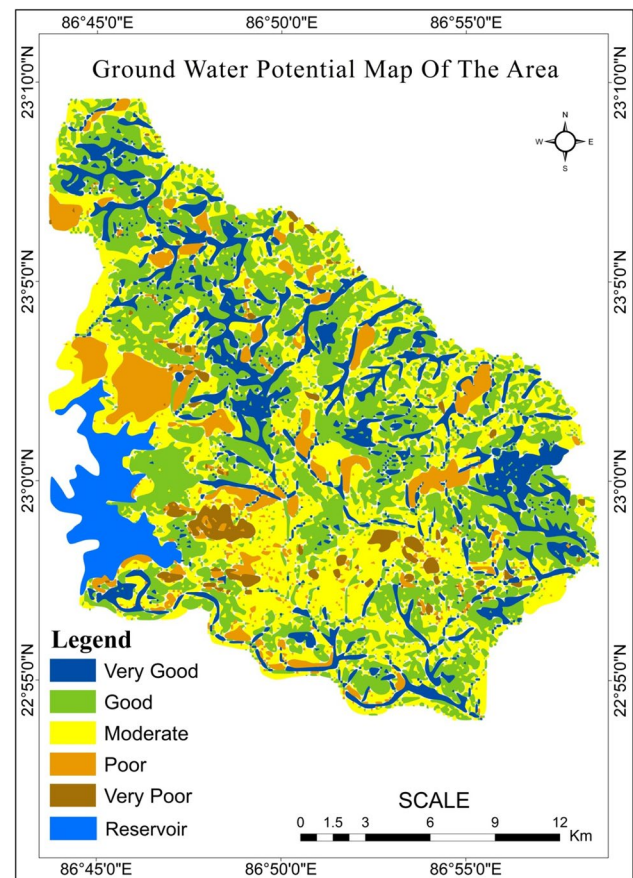 86°45'0"E 86°50'0"E 86°55'0"E
Ground Water Potential Map Of The Area
23°10'0"N
23°10'0"N
N
W E
S
23°5'0"N
23°5'0"N
23°0'0"N
23°0'0"N
Legend
Very Good
22°55'0"N
22°55'0"N
Good
Moderate
Poor
Very Poor
SCALE
Reservoir
0 1.5 3 6 9 12
Km
86°45'0"E 86°50'0"E 86°55'0"E